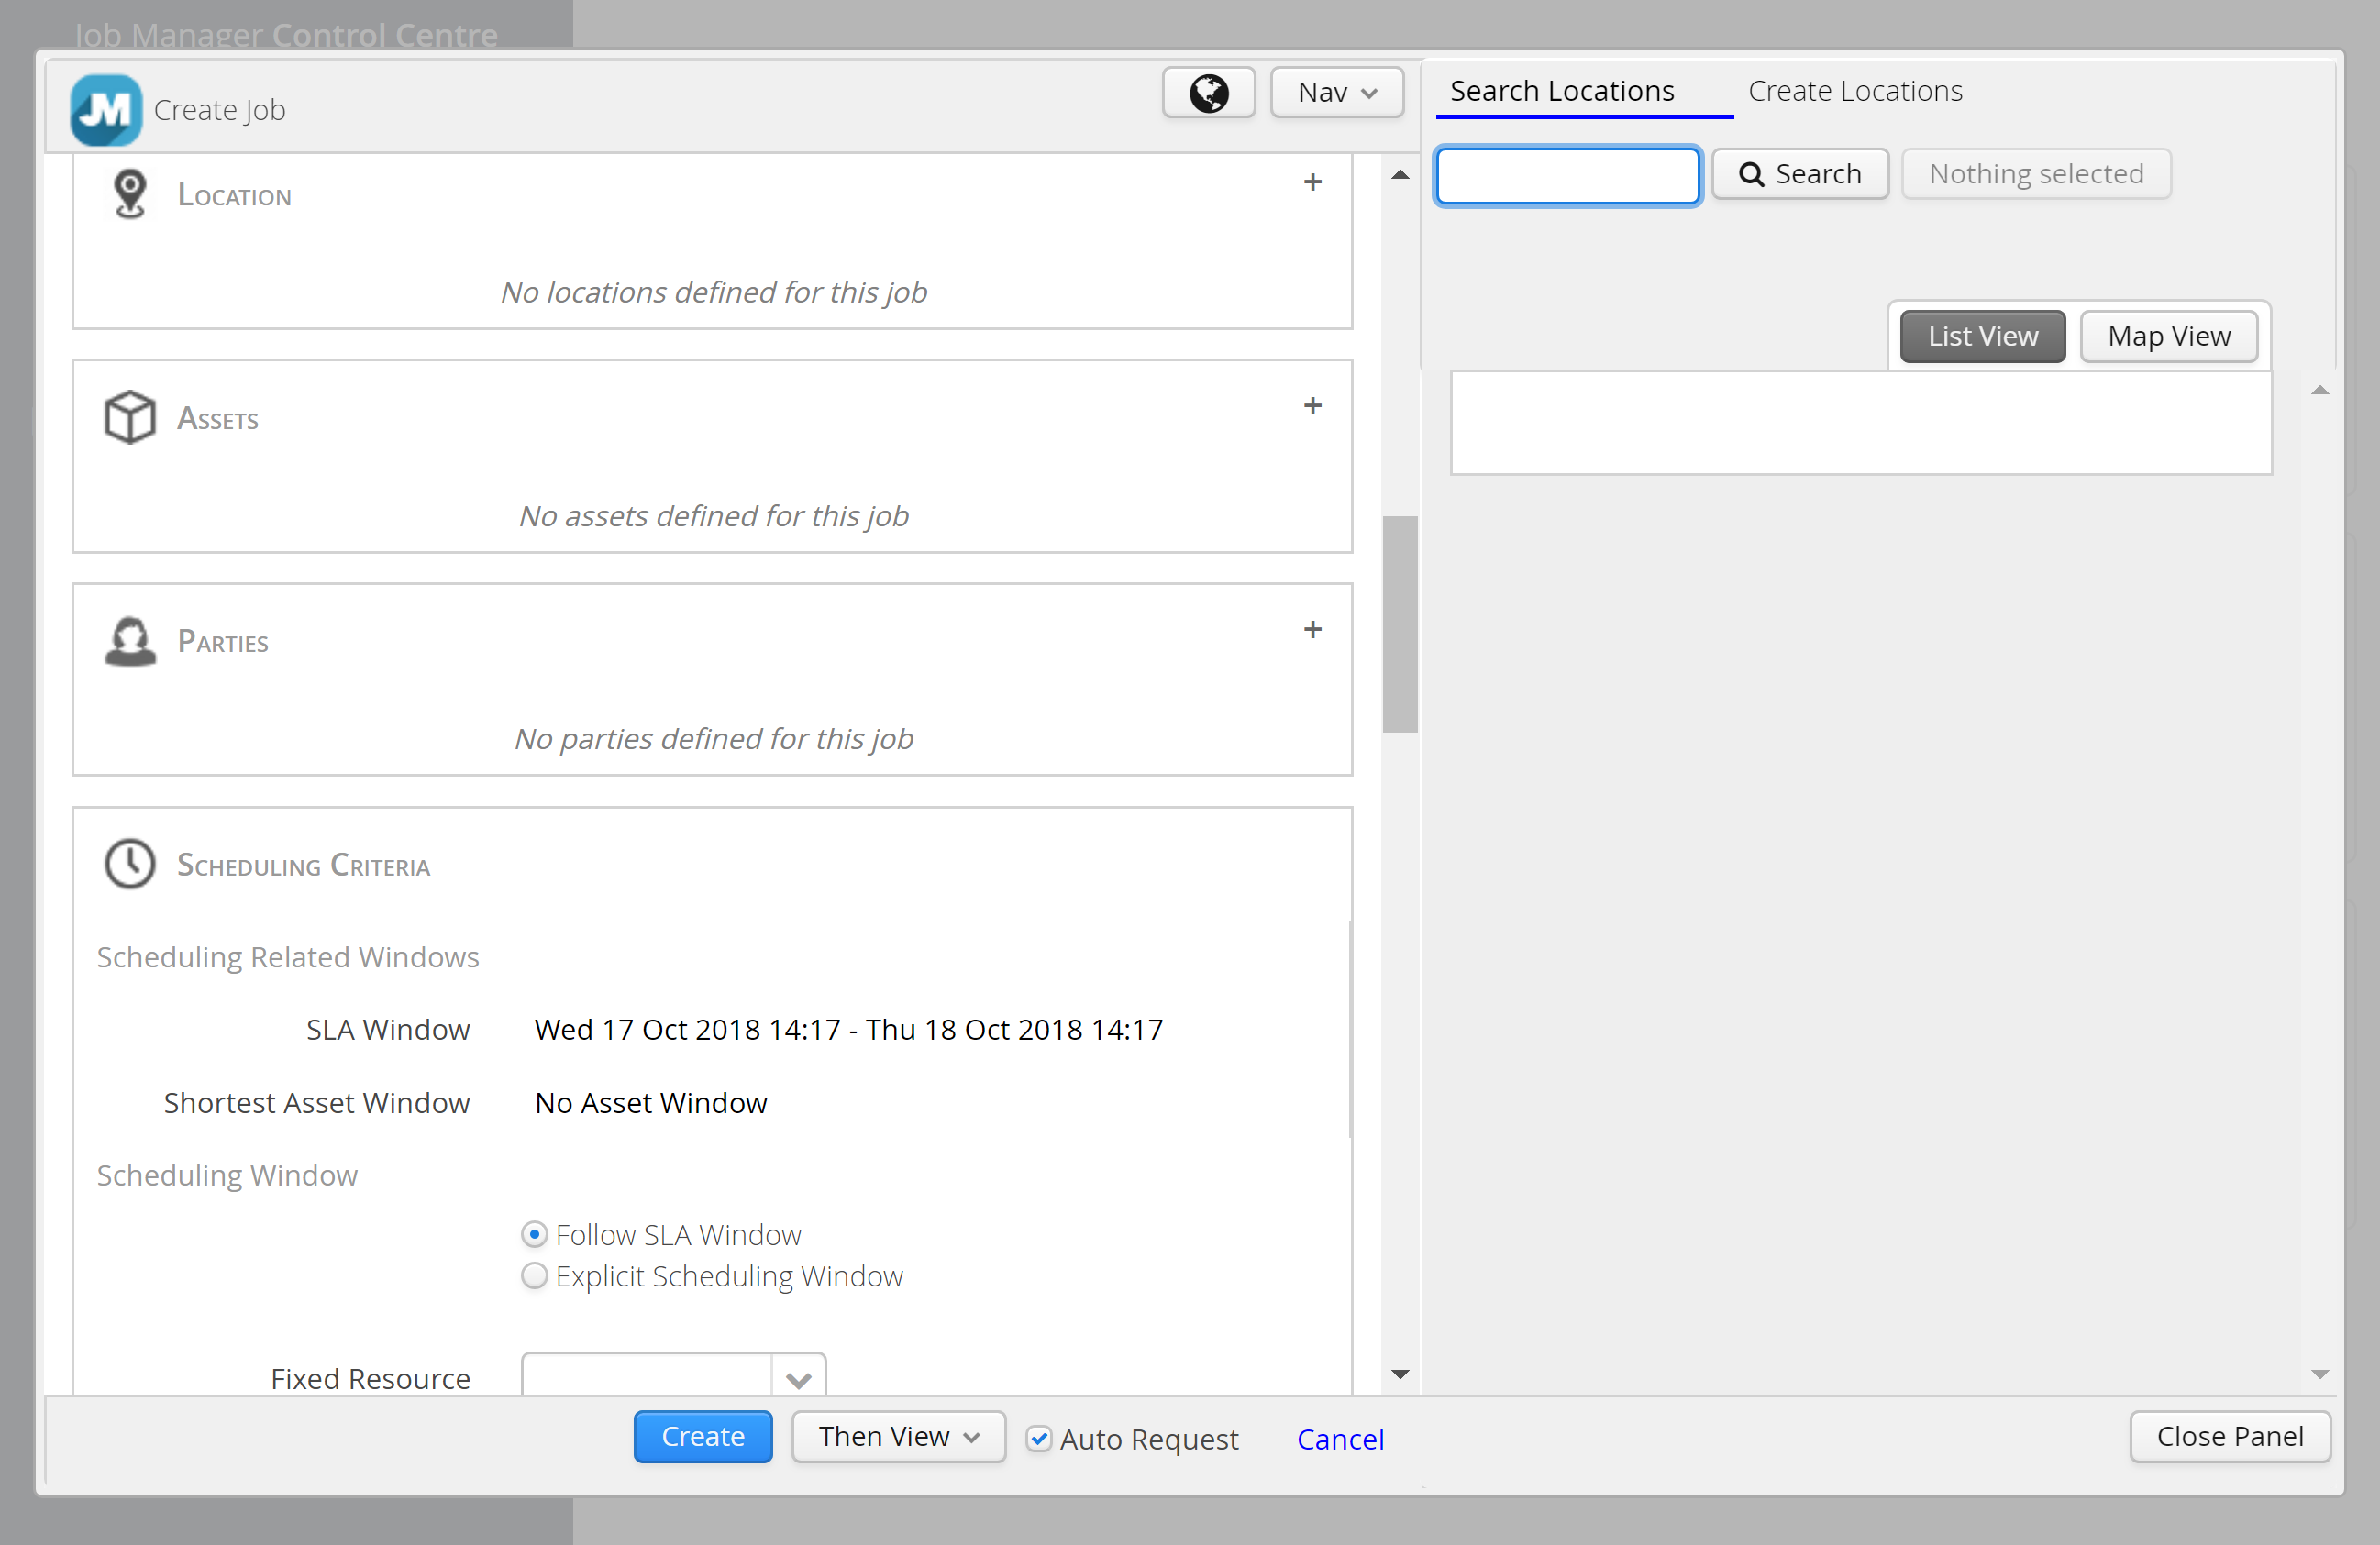 Job Manager Control Centre
JM Create Job
Nav
Location
No locations defined for this job
Assets
No assets defined for this job
Parties
No parties defined for this job
Scheduling Criteria
Scheduling Related Windows
SLA Window Wed 17 Oct 2018 14:17 - Thu 18 Oct 2018 14:17
Shortest Asset Window No Asset Window
Scheduling Window
Follow SLA Window
Explicit Scheduling Window
Fixed Resource
Create Then View Auto Request Cancel
Search Locations Create Locations
Search Nothing selected
List View Map View
Close Panel